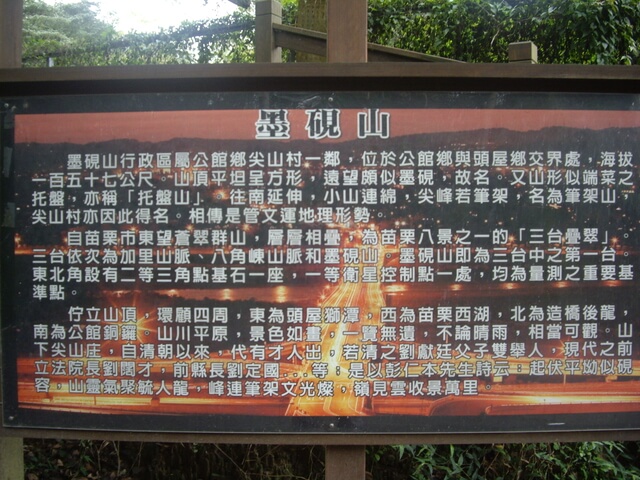 墨硯山
墨硯山行政區屬公館鄉尖山村一鄰，位於公館鄉與頭屋鄉交界處，海拔
一百五十七公尺。山頂平坦呈方形，遠望頗似墨硯，故名。又山形似端菜之
托盤，亦稱「托盤山」。往南延伸，小山連綿，尖峰若筆架，名為筆架山，
尖山村亦因此得名。相傳是管文運地理形勢。
自苗栗市東望蒼翠群山，層層相疊，為苗栗八景之一的「三台疊翠」。
三台依次為加里山脈、八角崠山脈和墨硯山。墨硯山即為三台中之第一台。
東北角設有二等三角點基石一座，一等衛星控制點一處，均為量測之重要基
準點。
佇立山頂，環顧四周，東為頭屋獅潭，西為苗栗西湖，北為造橋後龍，
南為公館銅鑼。山川平原，景色如畫，一覽無遺，不論晴雨，相當可觀。山
下尖山庄，自清朝以來，代有才人出，若清之劉獻廷父子雙舉人，現代之前
立法院長劉闊才，前縣長劉定國…等；是以彭仁本先生詩云：起伏平坳似硯
容，山靈氣聚毓人龍，峰連筆架文光燦，嶺見雲收景萬里。